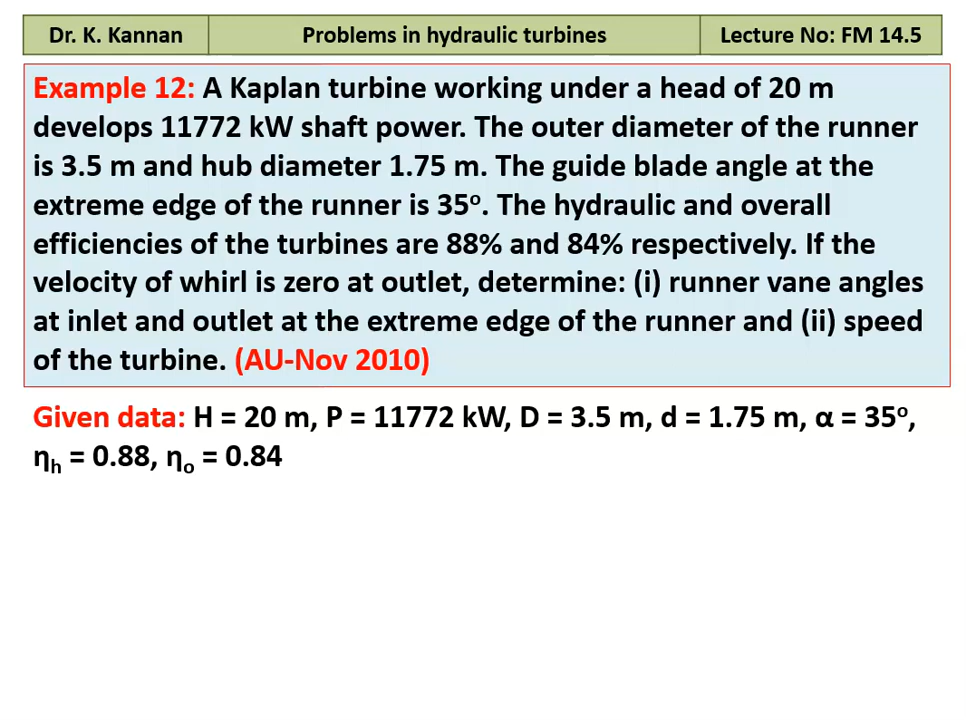 Dr. K. Kannan Problems in hydraulic turbines Lecture No: FM 14.5
Example 12: A Kaplan turbine working under a head of 20 m
develops 11772 kW shaft power. The outer diameter of the runner
is 3.5 m and hub diameter 1.75 m. The guide blade angle at the
extreme edge of the runner is 35º. The hydraulic and overall
efficiencies of the turbines are 88% and 84% respectively. If the
velocity of whirl is zero at outlet, determine: (i) runner vane angles
at inlet and outlet at the extreme edge of the runner and (ii) speed
of the turbine. (AU-Nov 2010)
Given data: H = 20 m, P = 11772 kW, D = 3.5 m, d = 1.75 m, α = 35º,
ηh = 0.88, ηo = 0.84